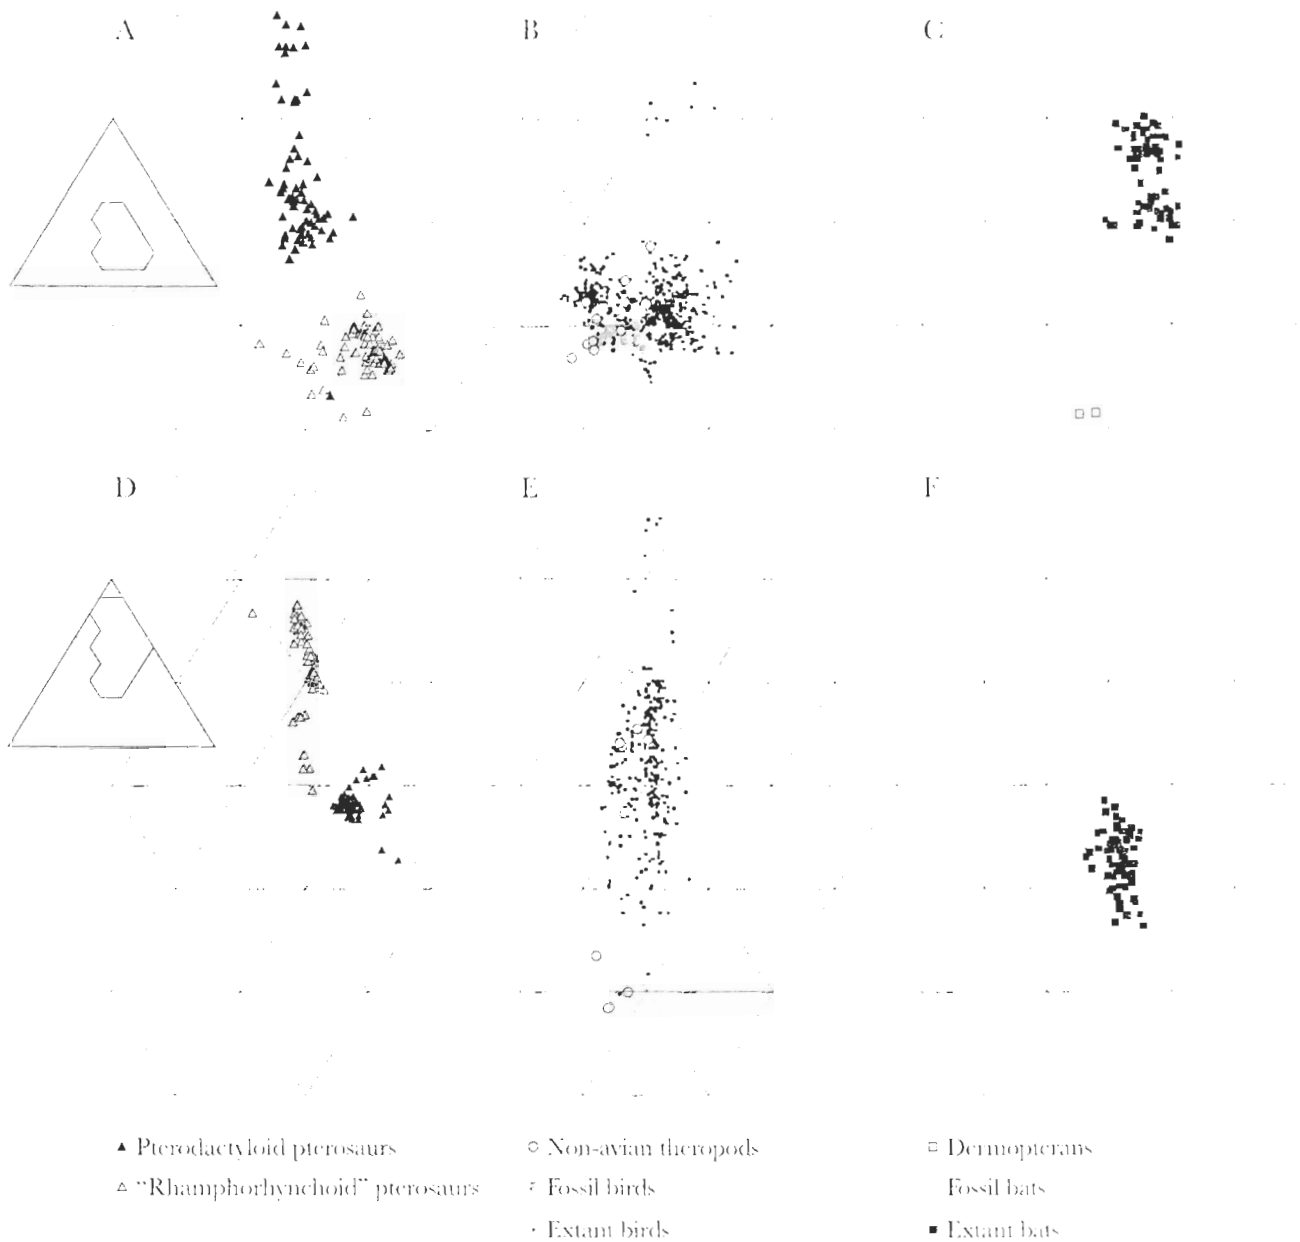 A B C
D E F
Pterodactyloid pterosaurs
"Rhamphorhynchoid" pterosaurs
Non-avian theropods
Fossil birds
Extant birds
Dermopterans
Fossil bats
Extant bats